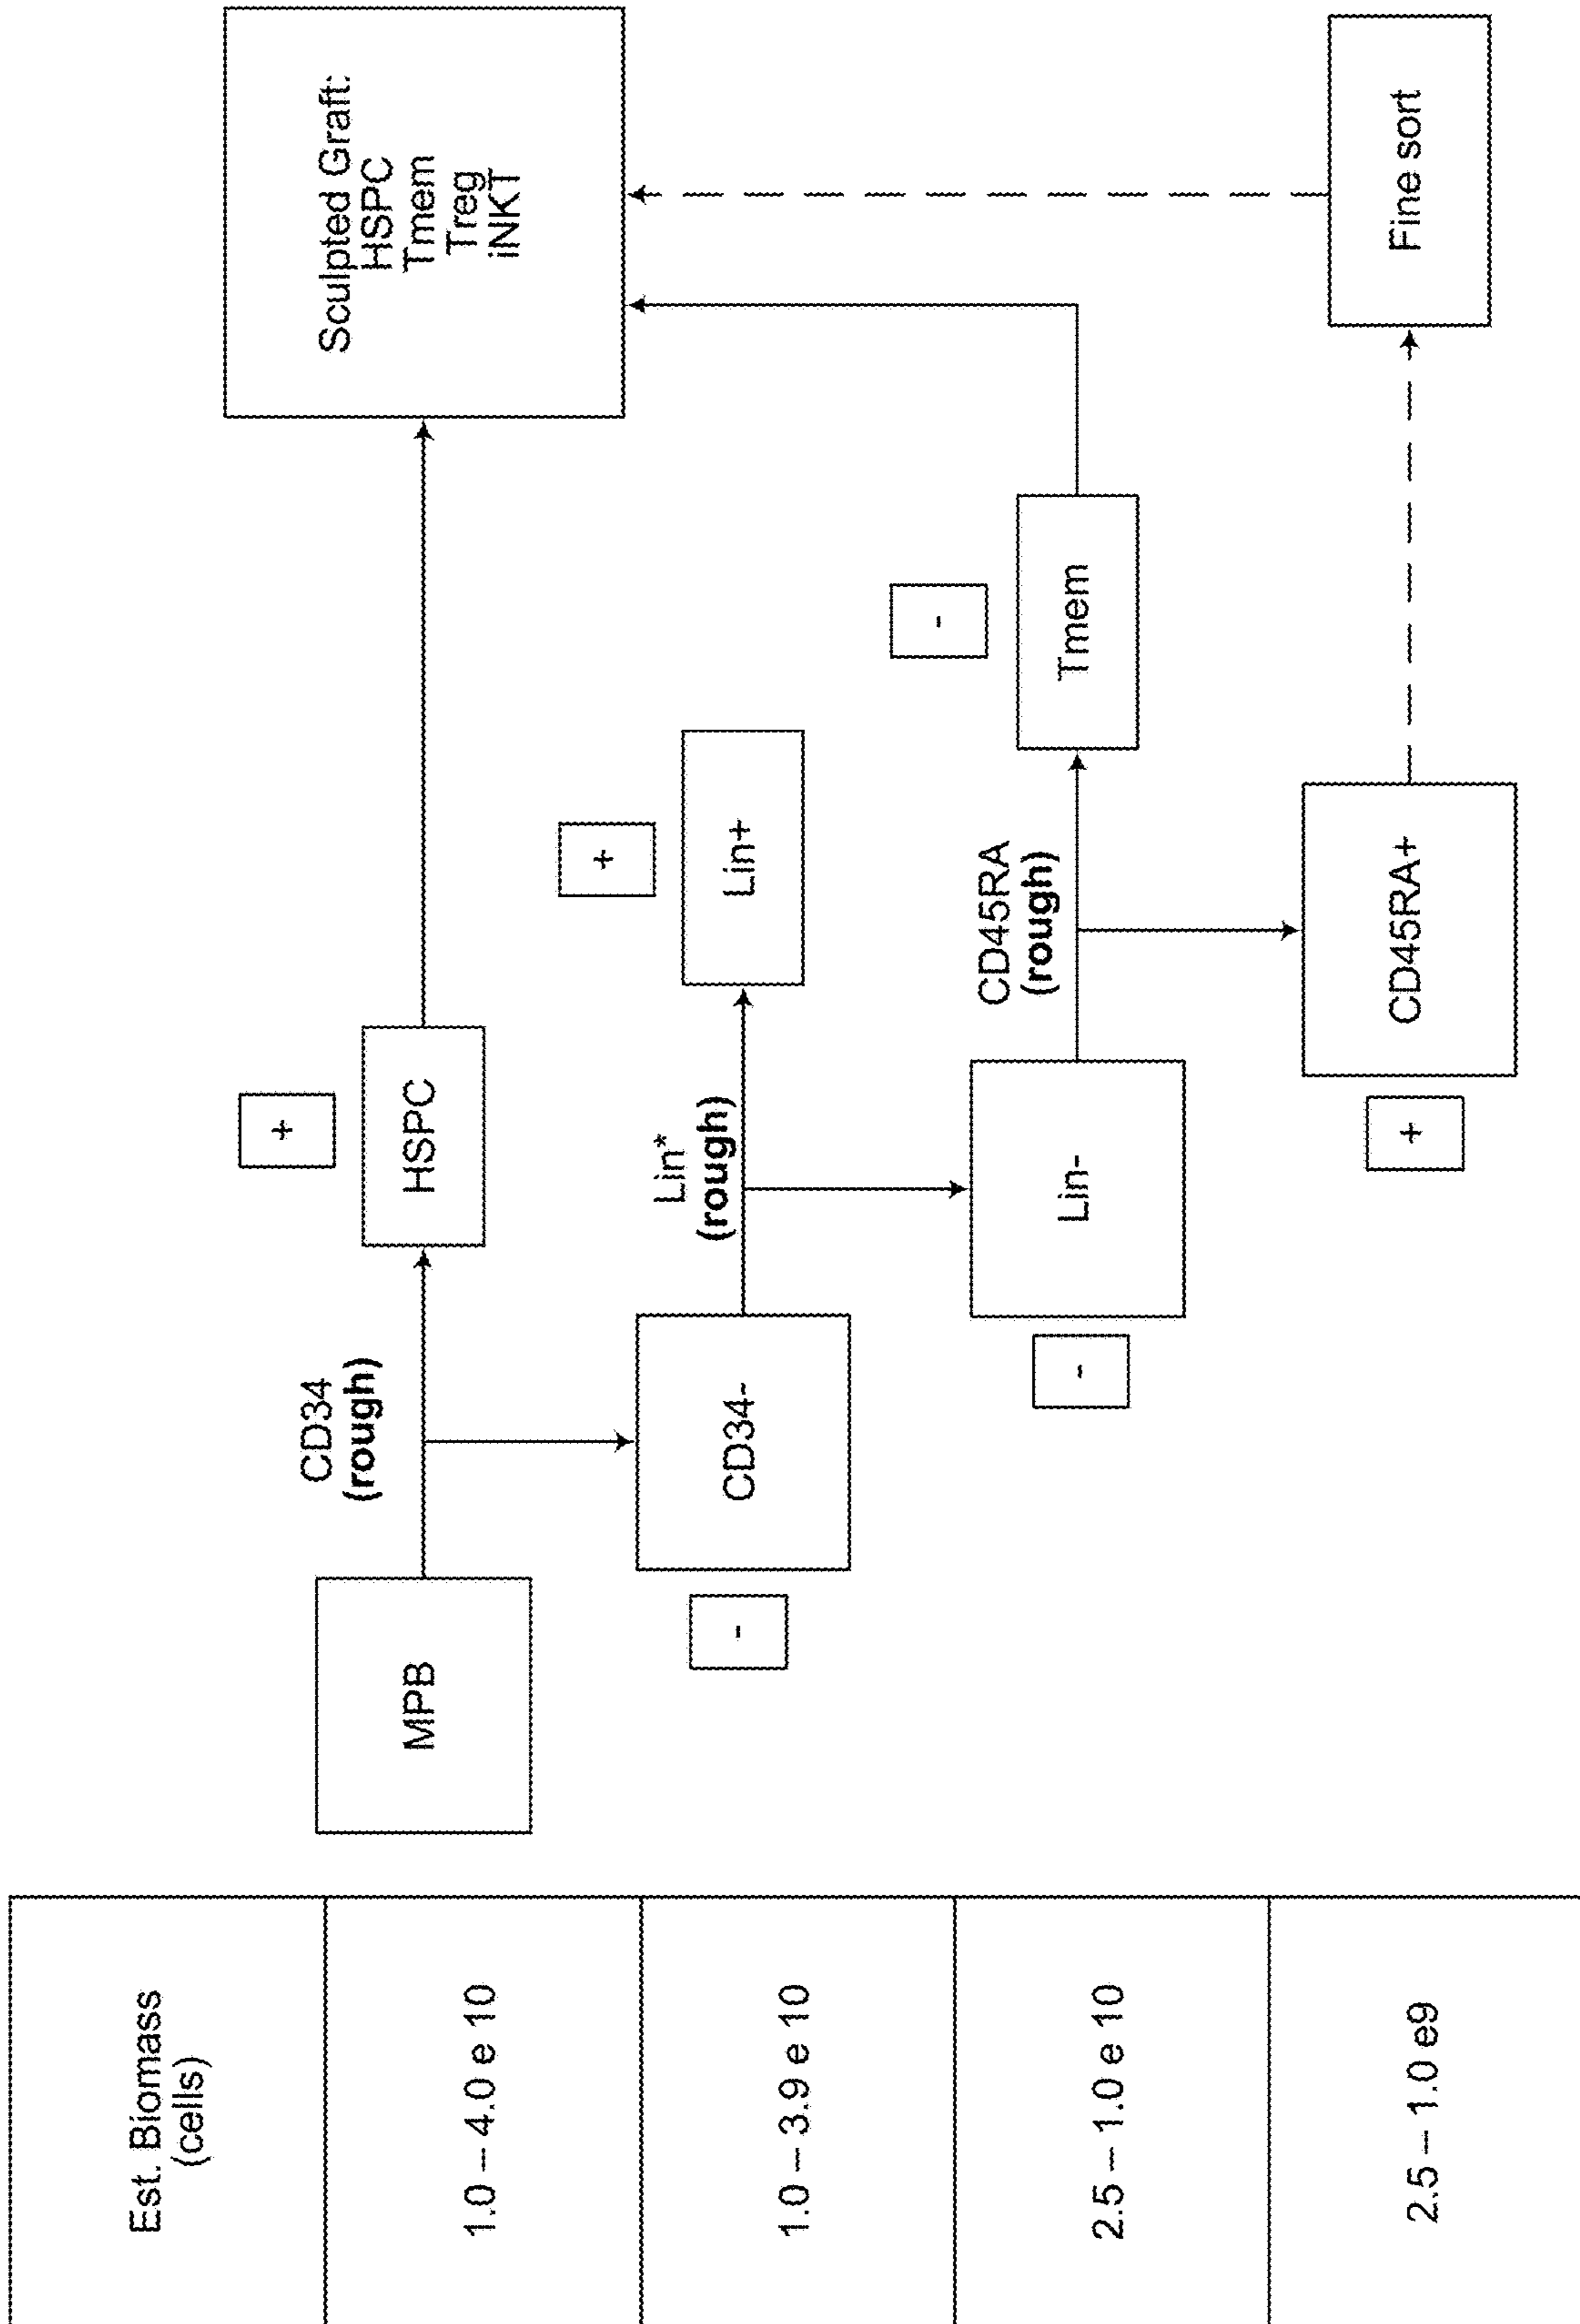 Est. Biomass
(cells)
1.0 – 4.0 e 10
1.0 – 3.9 e 10
2.5 – 1.0 e 10
2.5 – 1.0 e9
MPB
CD34
(rough)
+
HSPC
Sculpted Graft:
HSPC
Tmem
Treg
iNKT
-
CD34-
Lin*
(rough)
+
Lin+
-
Lin-
CD45RA
(rough)
-
Tmem
+
CD45RA+
Fine sort